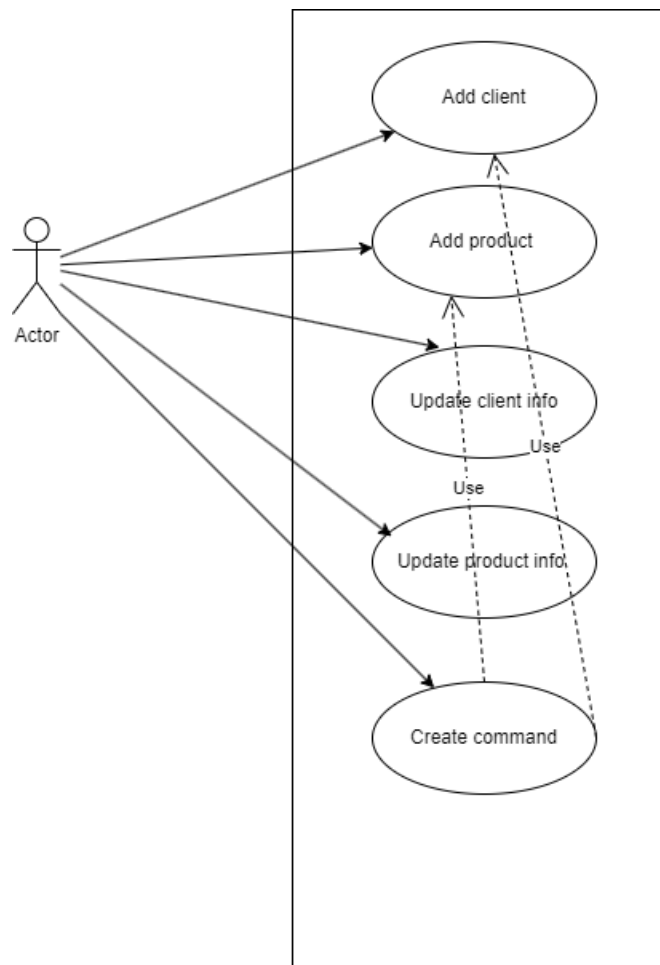 Add client
Add product
Actor
Update client info
Use
Use
Update product info
Create command